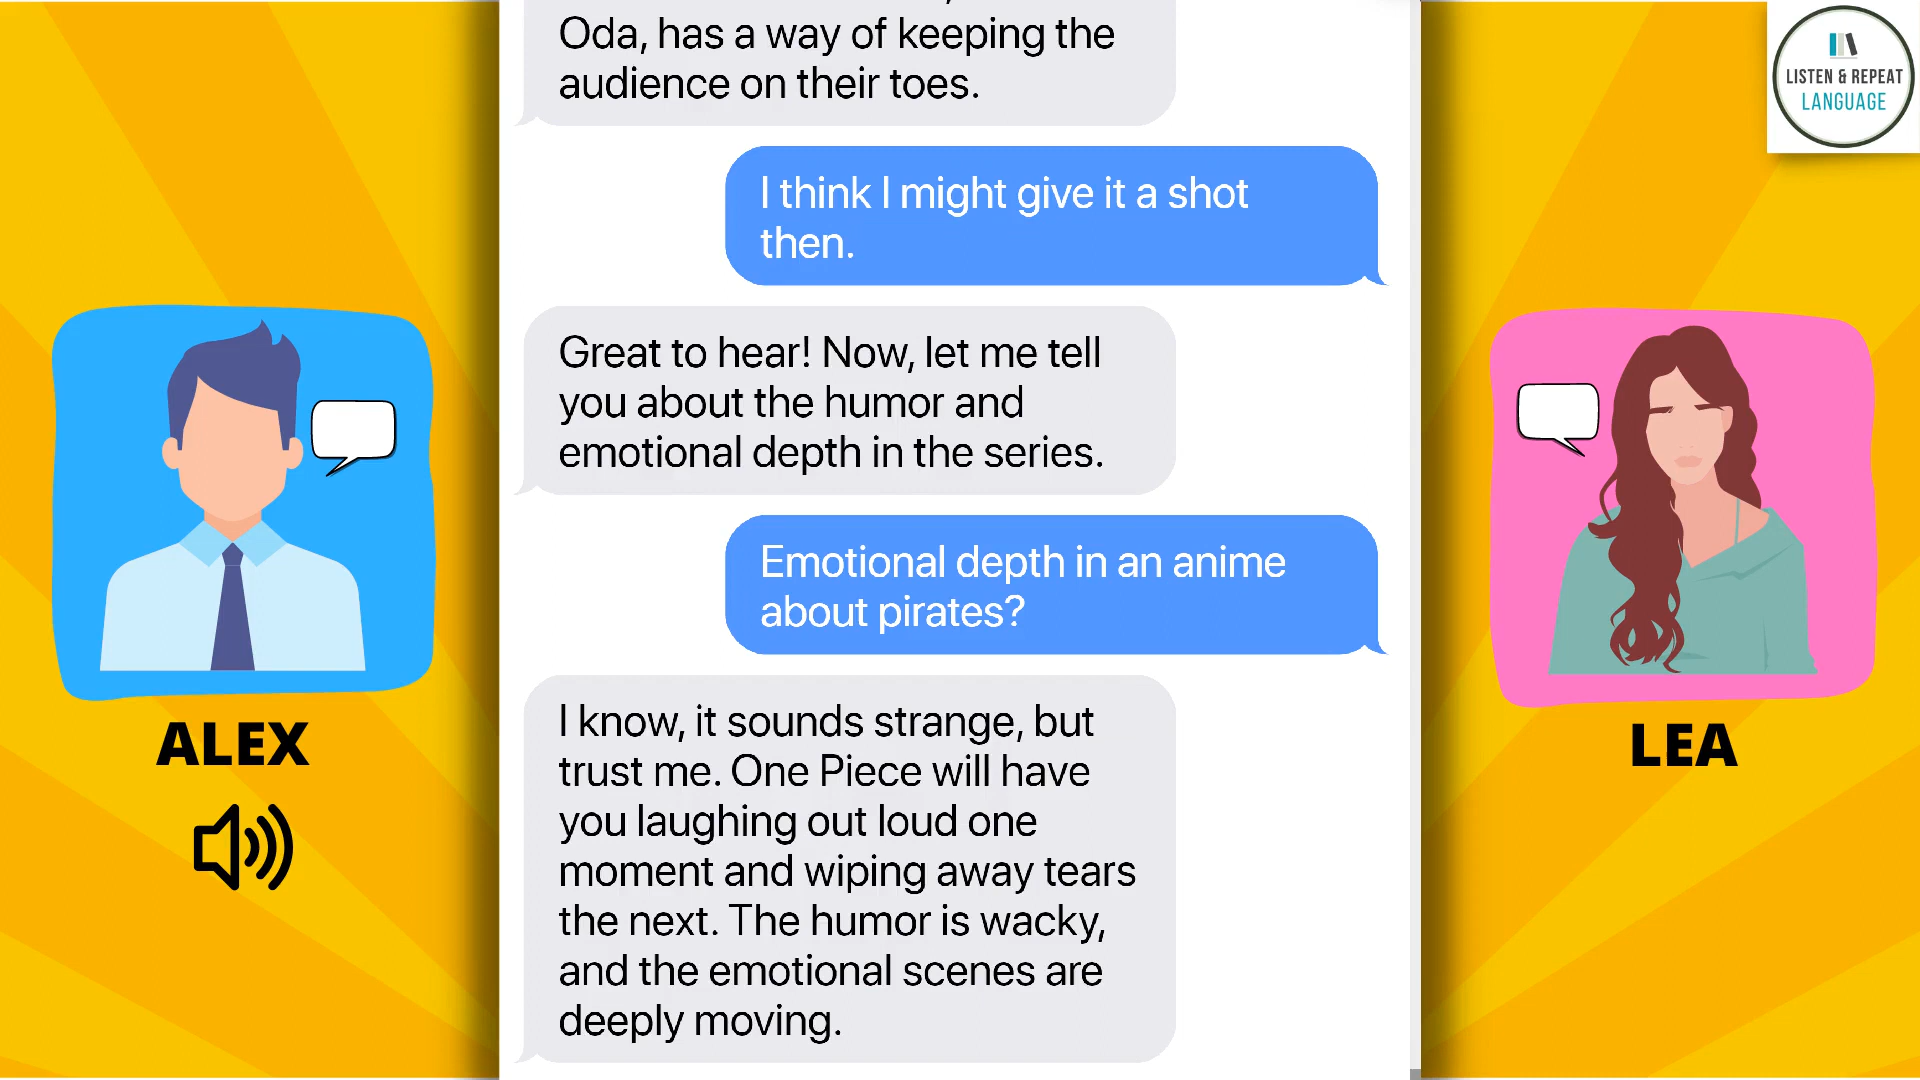 Oda, has a way of keeping the
audience on their toes.
I think I might give it a shot
then.
Great to hear! Now, let me tell
you about the humor and
emotional depth in the series.
Emotional depth in an anime
about pirates?
I know, it sounds strange, but
trust me. One Piece will have
you laughing out loud one
moment and wiping away tears
the next. The humor is wacky,
and the emotional scenes are
deeply moving.
ALEX
LEA
LISTEN & REPEAT
LANGUAGE